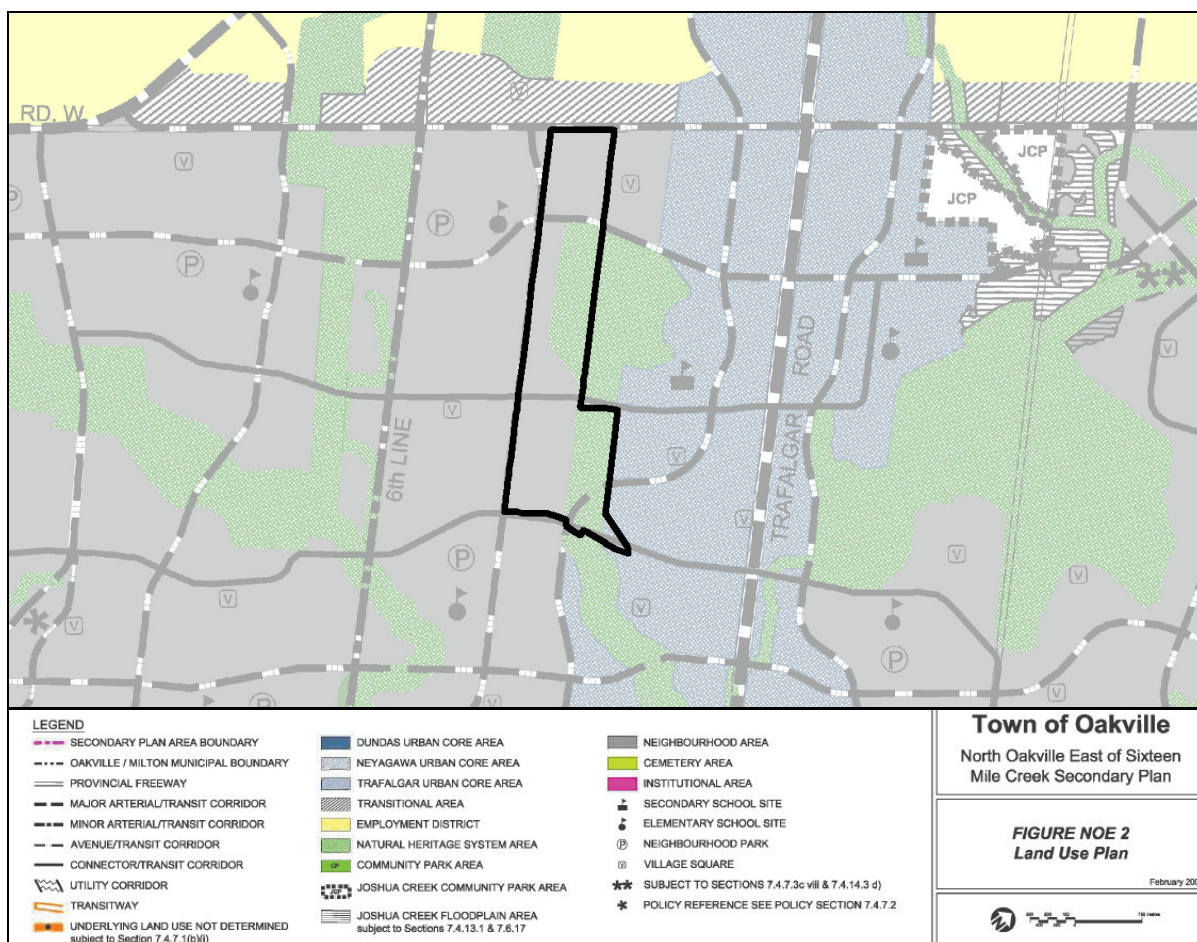 RD. W.
V
V
V
V
JCP
JCP
P
P
P
V
V
6th LINE
TRAFALGAR ROAD
V
V
V
V
P
V
V
V
V
P
P
V
V
LEGEND
SECONDARY PLAN AREA BOUNDARY
OAKVILLE / MILTON MUNICIPAL BOUNDARY
PROVINCIAL FREEWAY
MAJOR ARTERIAL/TRANSIT CORRIDOR
MINOR ARTERIAL/TRANSIT CORRIDOR
AVENUE/TRANSIT CORRIDOR
CONNECTOR/TRANSIT CORRIDOR
UTILITY CORRIDOR
TRANSITWAY
UNDERLYING LAND USE NOT DETERMINED
subject to Section 7.4.7.1(b)(i)
DUNDAS URBAN CORE AREA
NEYAGAWA URBAN CORE AREA
TRAFALGAR URBAN CORE AREA
TRANSITIONAL AREA
EMPLOYMENT DISTRICT
NATURAL HERITAGE SYSTEM AREA
CP COMMUNITY PARK AREA
JCP JOSHUA CREEK COMMUNITY PARK AREA
JOSHUA CREEK FLOODPLAIN AREA
subject to Sections 7.4.13.1 & 7.6.17
NEIGHBOURHOOD AREA
CEMETERY AREA
INSTITUTIONAL AREA
SECONDARY SCHOOL SITE
ELEMENTARY SCHOOL SITE
P NEIGHBOURHOOD PARK
V VILLAGE SQUARE
** SUBJECT TO SECTIONS 7.4.7.3c viii & 7.4.14.3 d)
* POLICY REFERENCE SEE POLICY SECTION 7.4.7.2
Town of Oakville
North Oakville East of Sixteen
Mile Creek Secondary Plan
FIGURE NOE 2
Land Use Plan
February 200